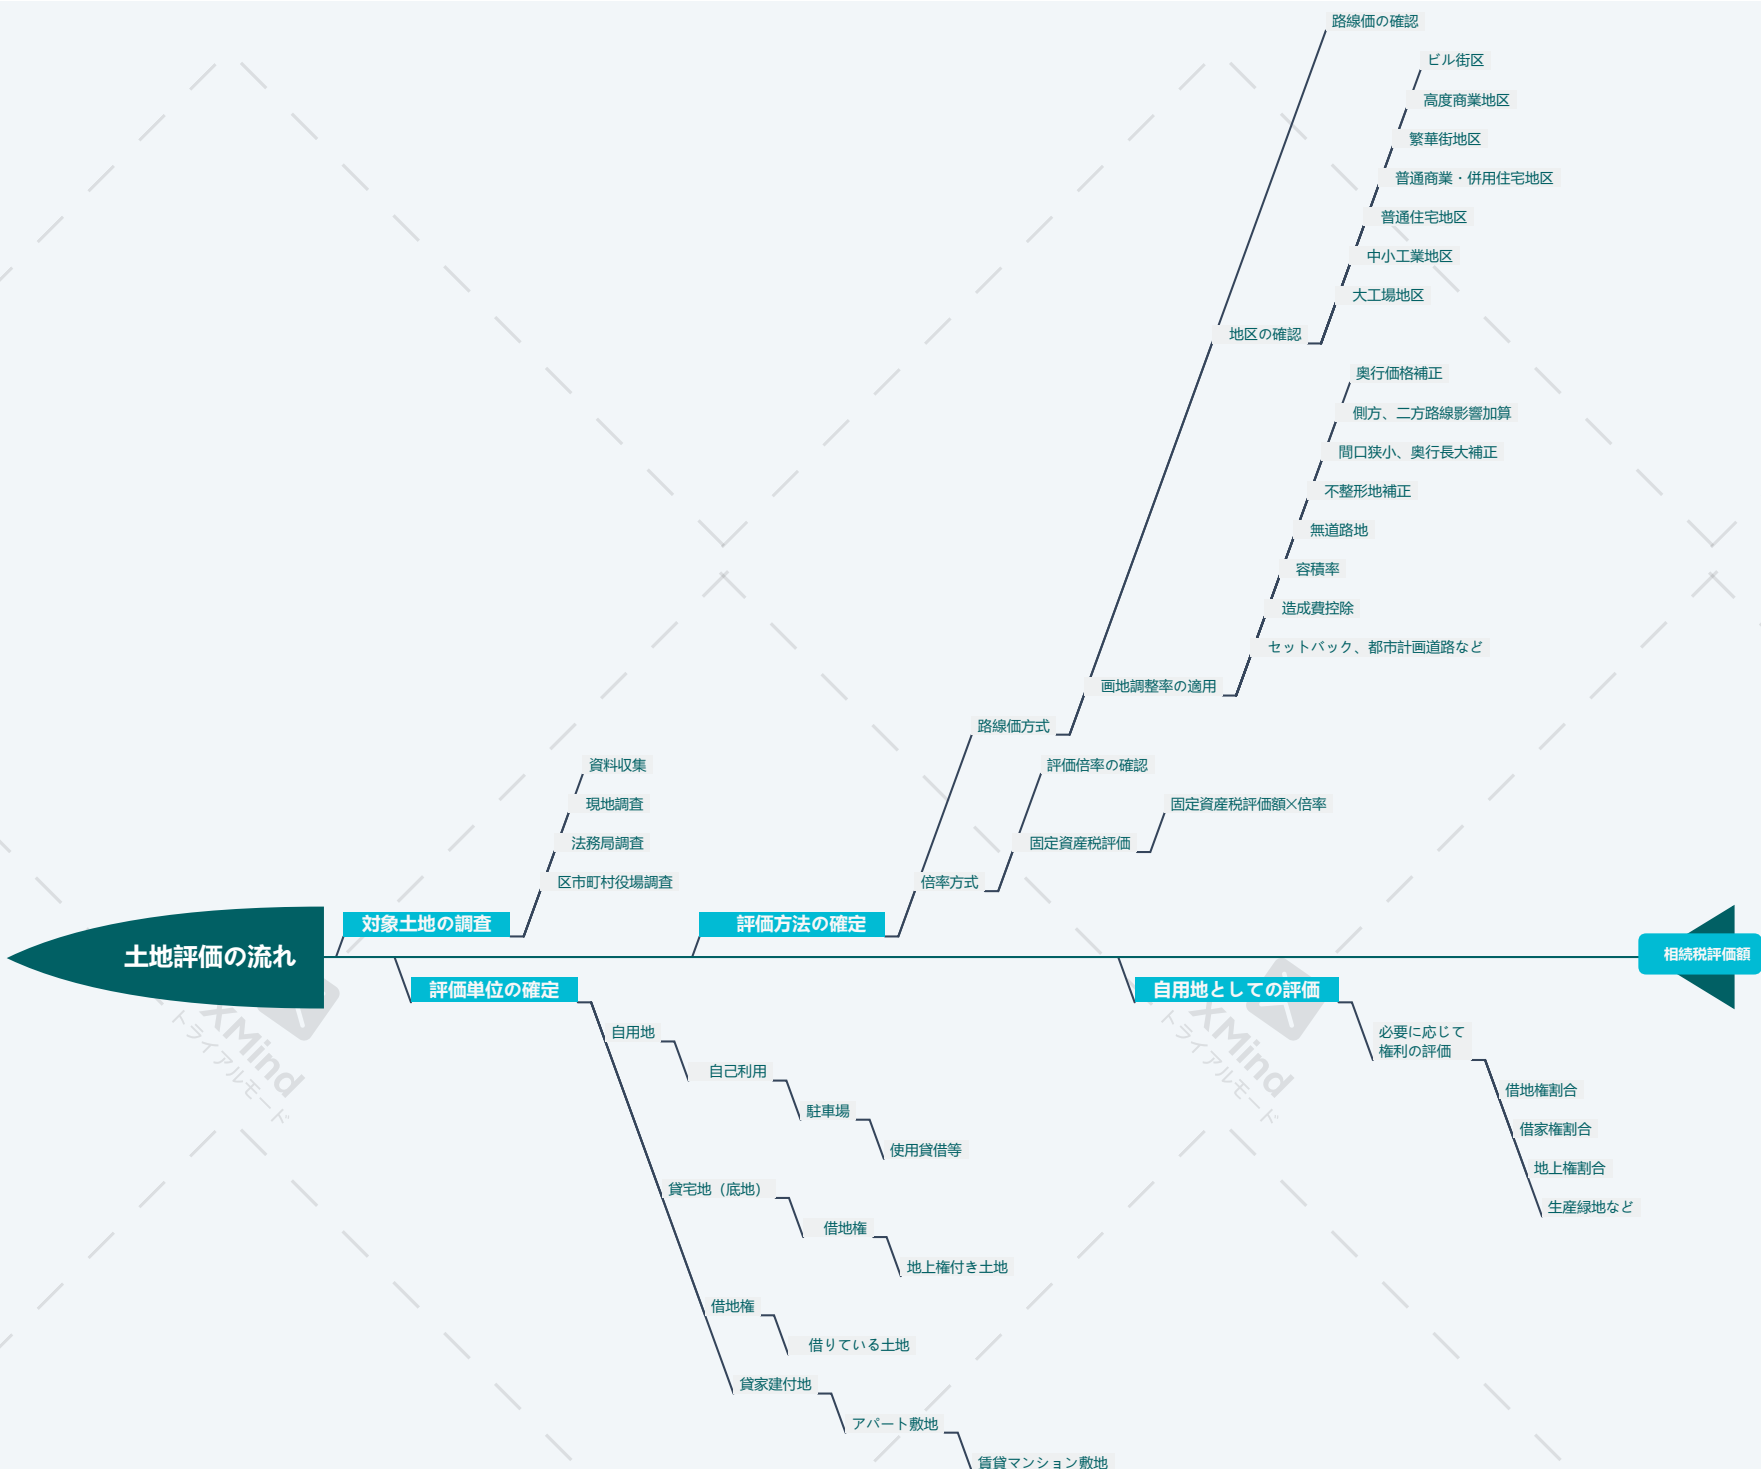 路線価の確認
ビル街区
高度商業地区
繁華街地区
普通商業・併用住宅地区
普通住宅地区
中小工業地区
大工場地区
地区の確認
奥行価格補正
側方、二方路線影響加算
間口狭小、奥行長大補正
不整形地補正
無道路地
容積率
造成費控除
セットバック、都市計画道路など
画地調整率の適用
路線価方式
評価倍率の確認
固定資産税評価額×倍率
固定資産税評価
倍率方式
資料収集
現地調査
法務局調査
区市町村役場調査
対象土地の調査
評価方法の確定
土地評価の流れ
相続税評価額
評価単位の確定
自用地としての評価
自用地
自己利用
駐車場
使用貸借等
貸宅地（底地）
借地権
地上権付き土地
借地権
借りている土地
貸家建付地
アパート敷地
賃貸マンション敷地
必要に応じて
権利の評価
借地権割合
借家権割合
地上権割合
生産緑地など
XMind
トライアルモード
XMind
トライアルモード